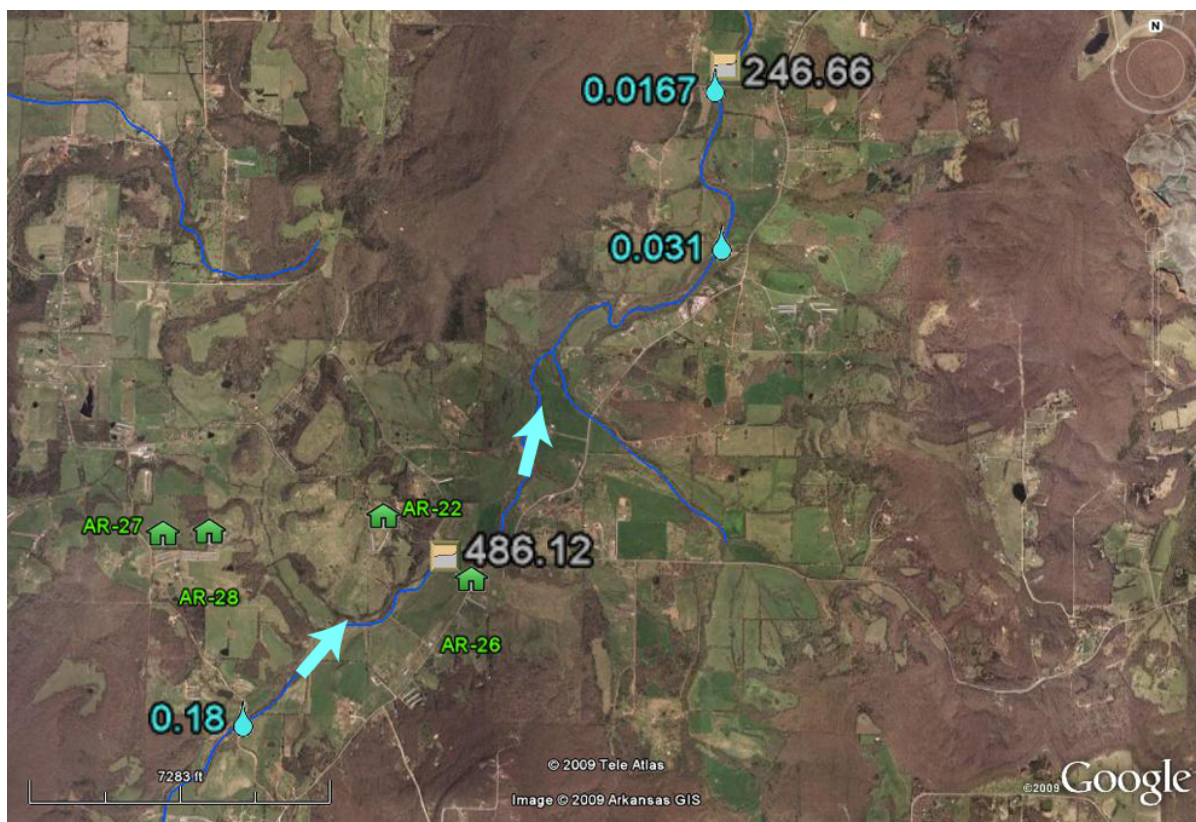 N
246.66
0.0167
0.031
AR-22
AR-27
486.12
AR-28
AR-26
0.18
7283 ft
© 2009 Tele Atlas
Image © 2009 Arkansas GIS
©2009 Google